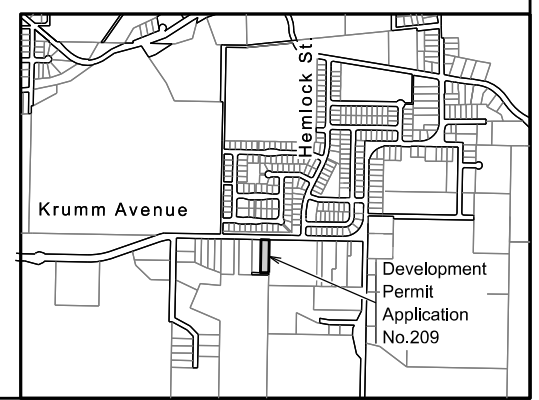 Hemlock St.
Krumm Avenue
Development
Permit
Application
No.209